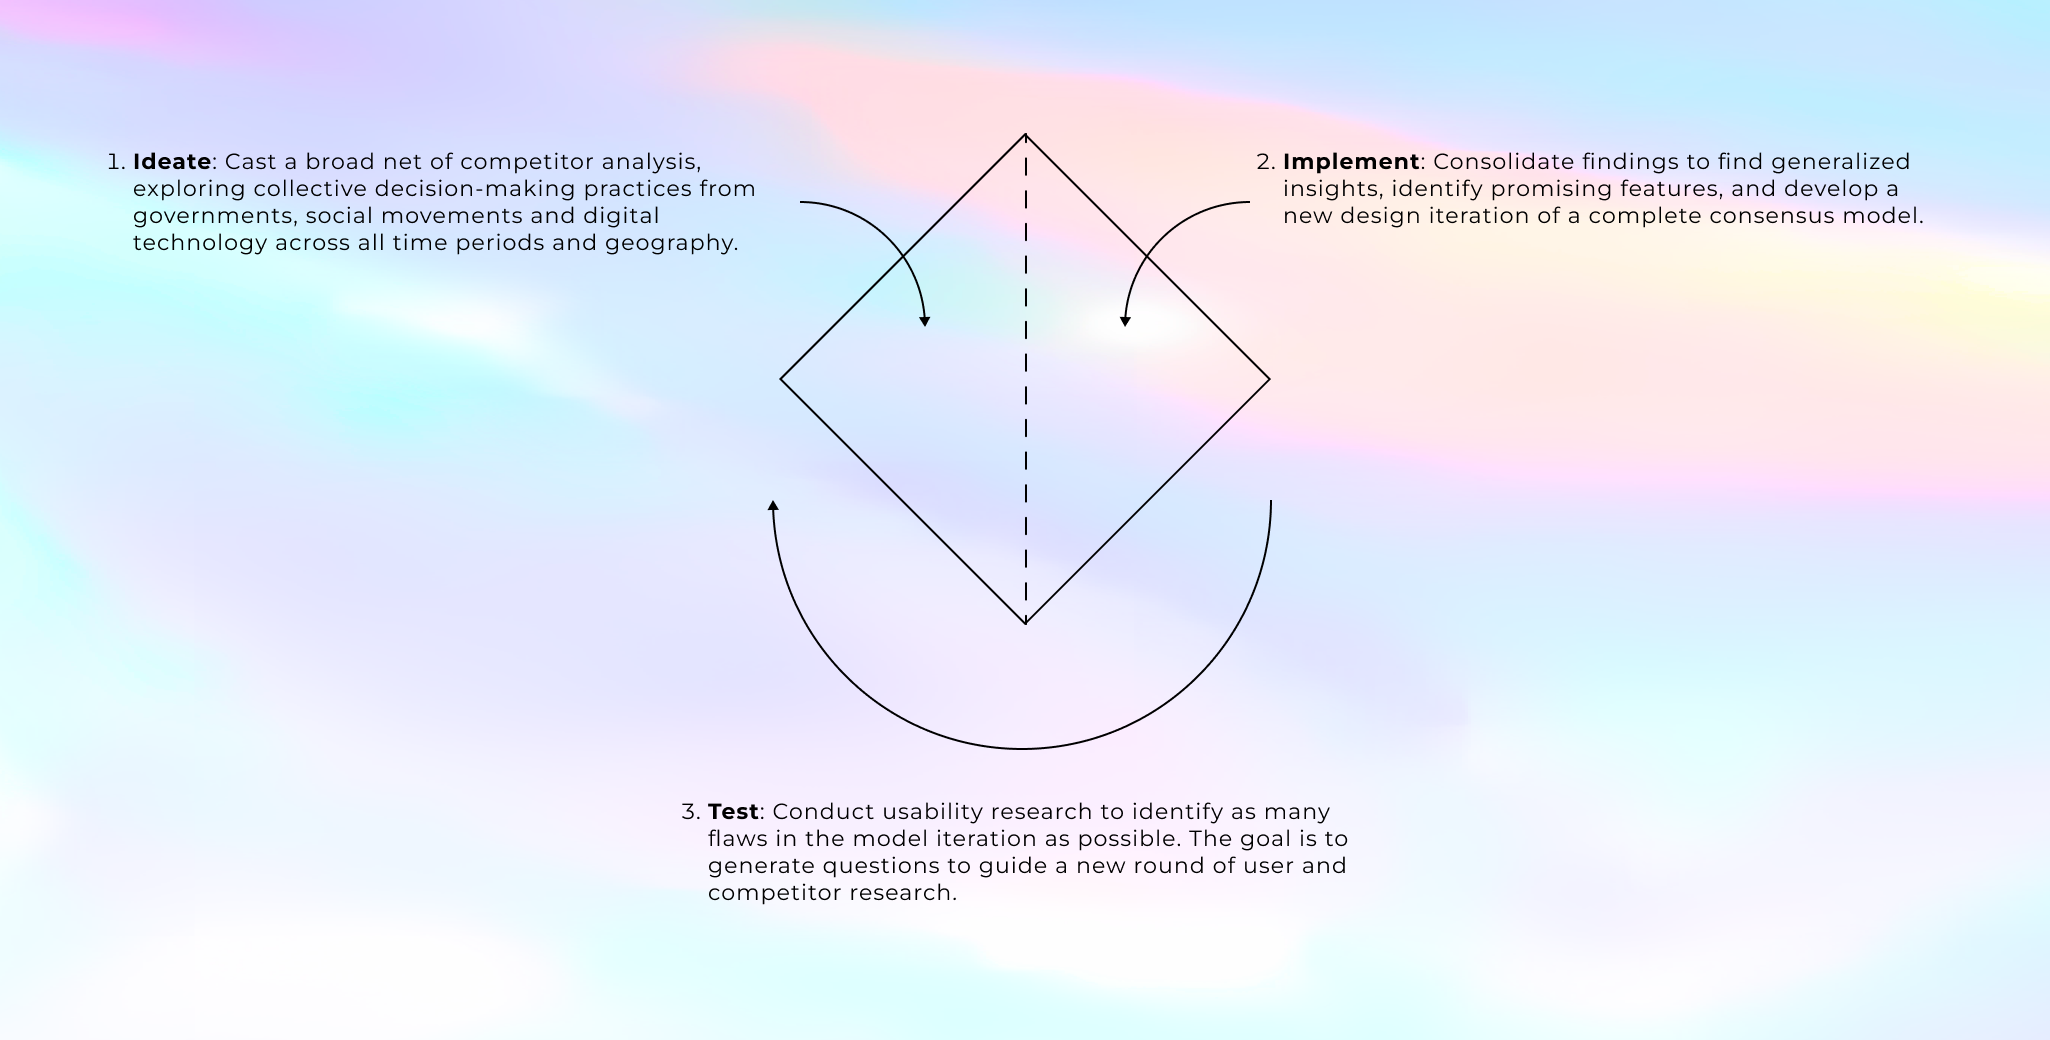 1. Ideate: Cast a broad net of competitor analysis,
exploring collective decision-making practices from
governments, social movements and digital
technology across all time periods and geography.
2. Implement: Consolidate findings to find generalized
insights, identify promising features, and develop a
new design iteration of a complete consensus model.
3. Test: Conduct usability research to identify as many
flaws in the model iteration as possible. The goal is to
generate questions to guide a new round of user and
competitor research.